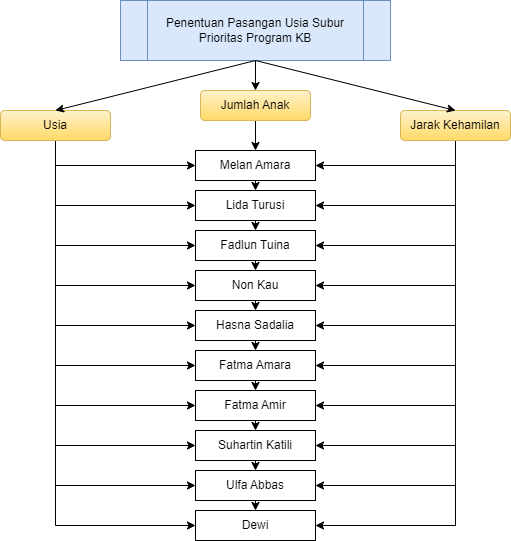 Penentuan Pasangan Usia Subur
Prioritas Program KB
Usia
Jumlah Anak
Jarak Kehamilan
Melan Amara
Lida Turusi
Fadlun Tuina
Non Kau
Hasna Sadalia
Fatma Amara
Fatma Amir
Suhartin Katili
Ulfa Abbas
Dewi